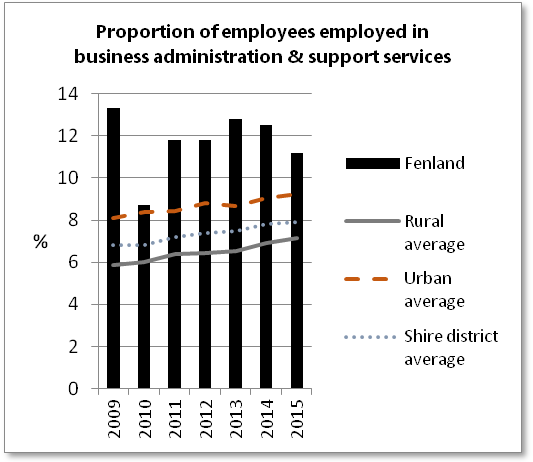 Proportion of employees employed in
business administration & support services
14
12
10
8
6
4
2
0
%
2009
2010
2011
2012
2013
2014
2015
Fenland
Rural
average
Urban
average
Shire district
average